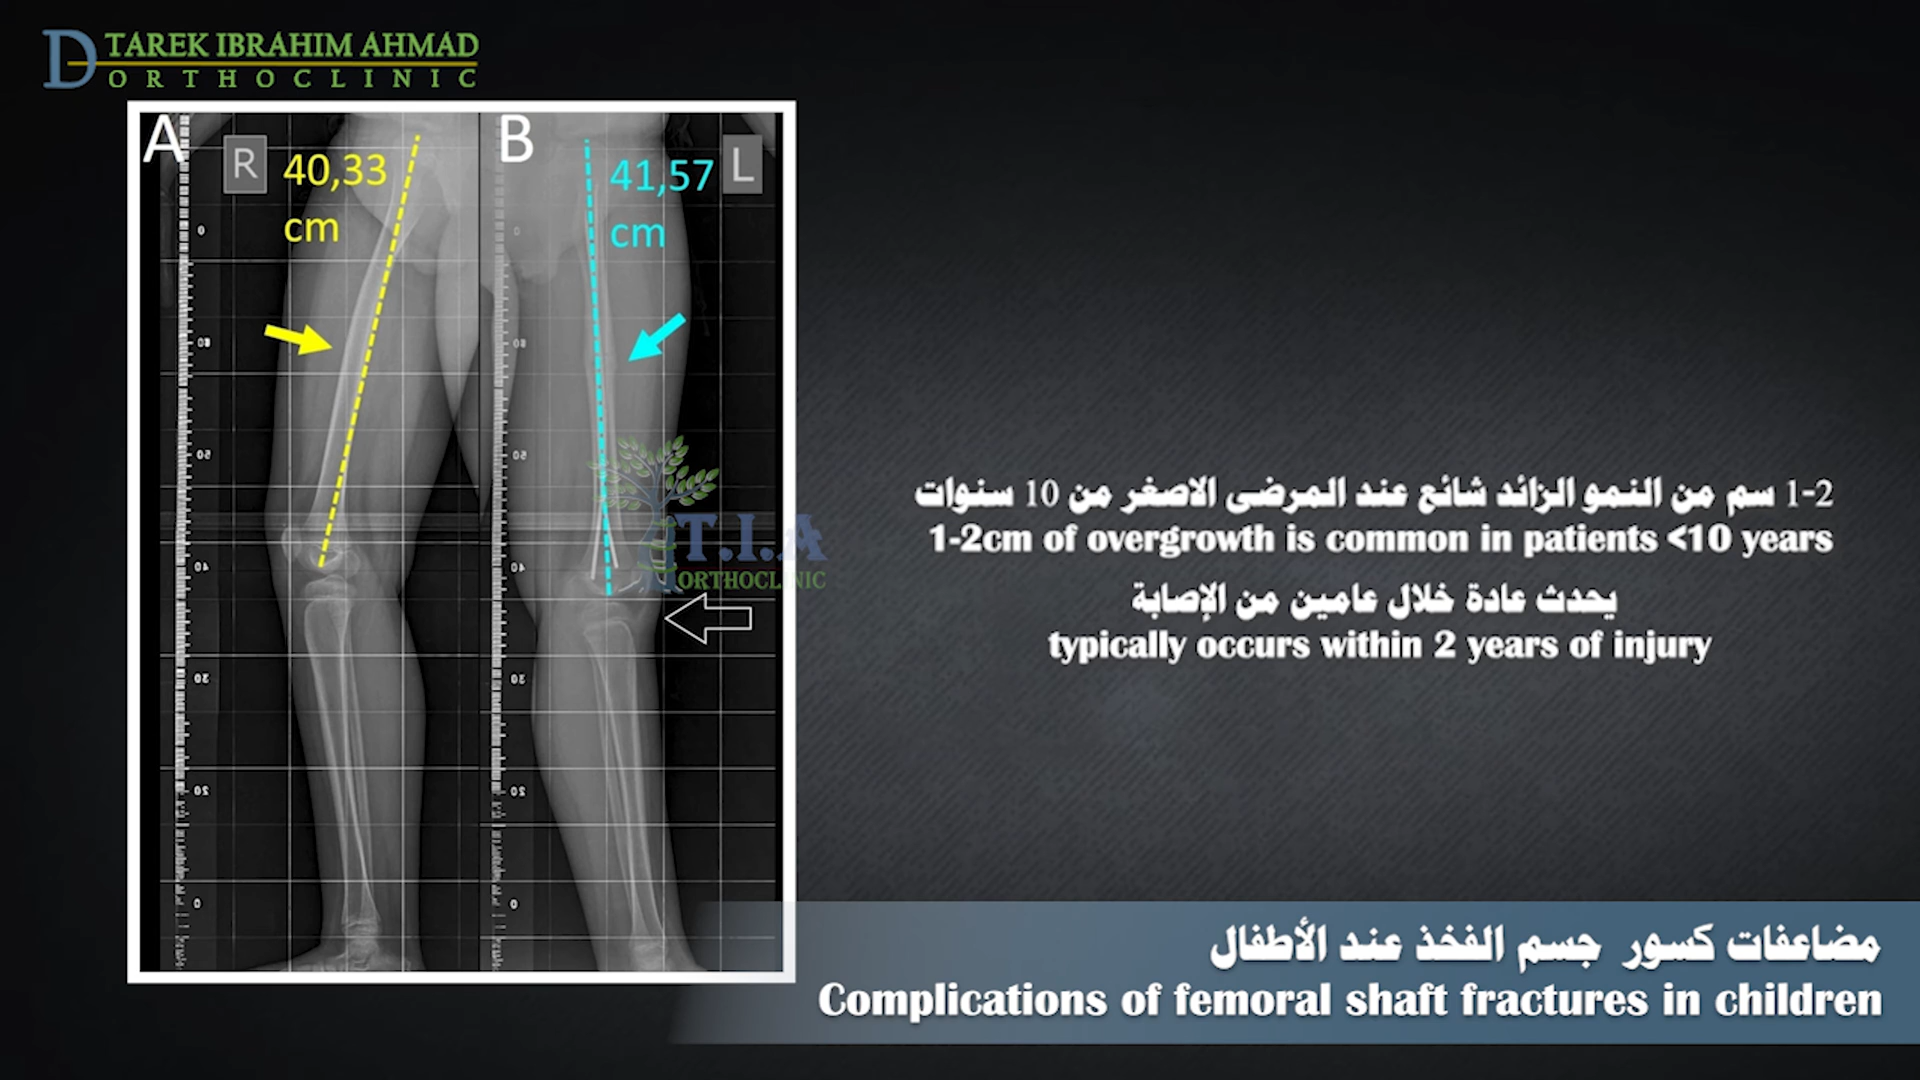 D TAREK IBRAHIM AHMAD
ORTHOCLINIC
A
R
40,33
cm
B
41,57
cm
L
T.I.A
ORTHOCLINIC
1-2 سم من النمو الزائد شائع عند المرضى الاصغر من 10 سنوات
1-2cm of overgrowth is common in patients <10 years
يحدث عادة خلال عامين من الإصابة
typically occurs within 2 years of injury
مضاعفات كسور جسم الفخذ عند الأطفال
Complications of femoral shaft fractures in children